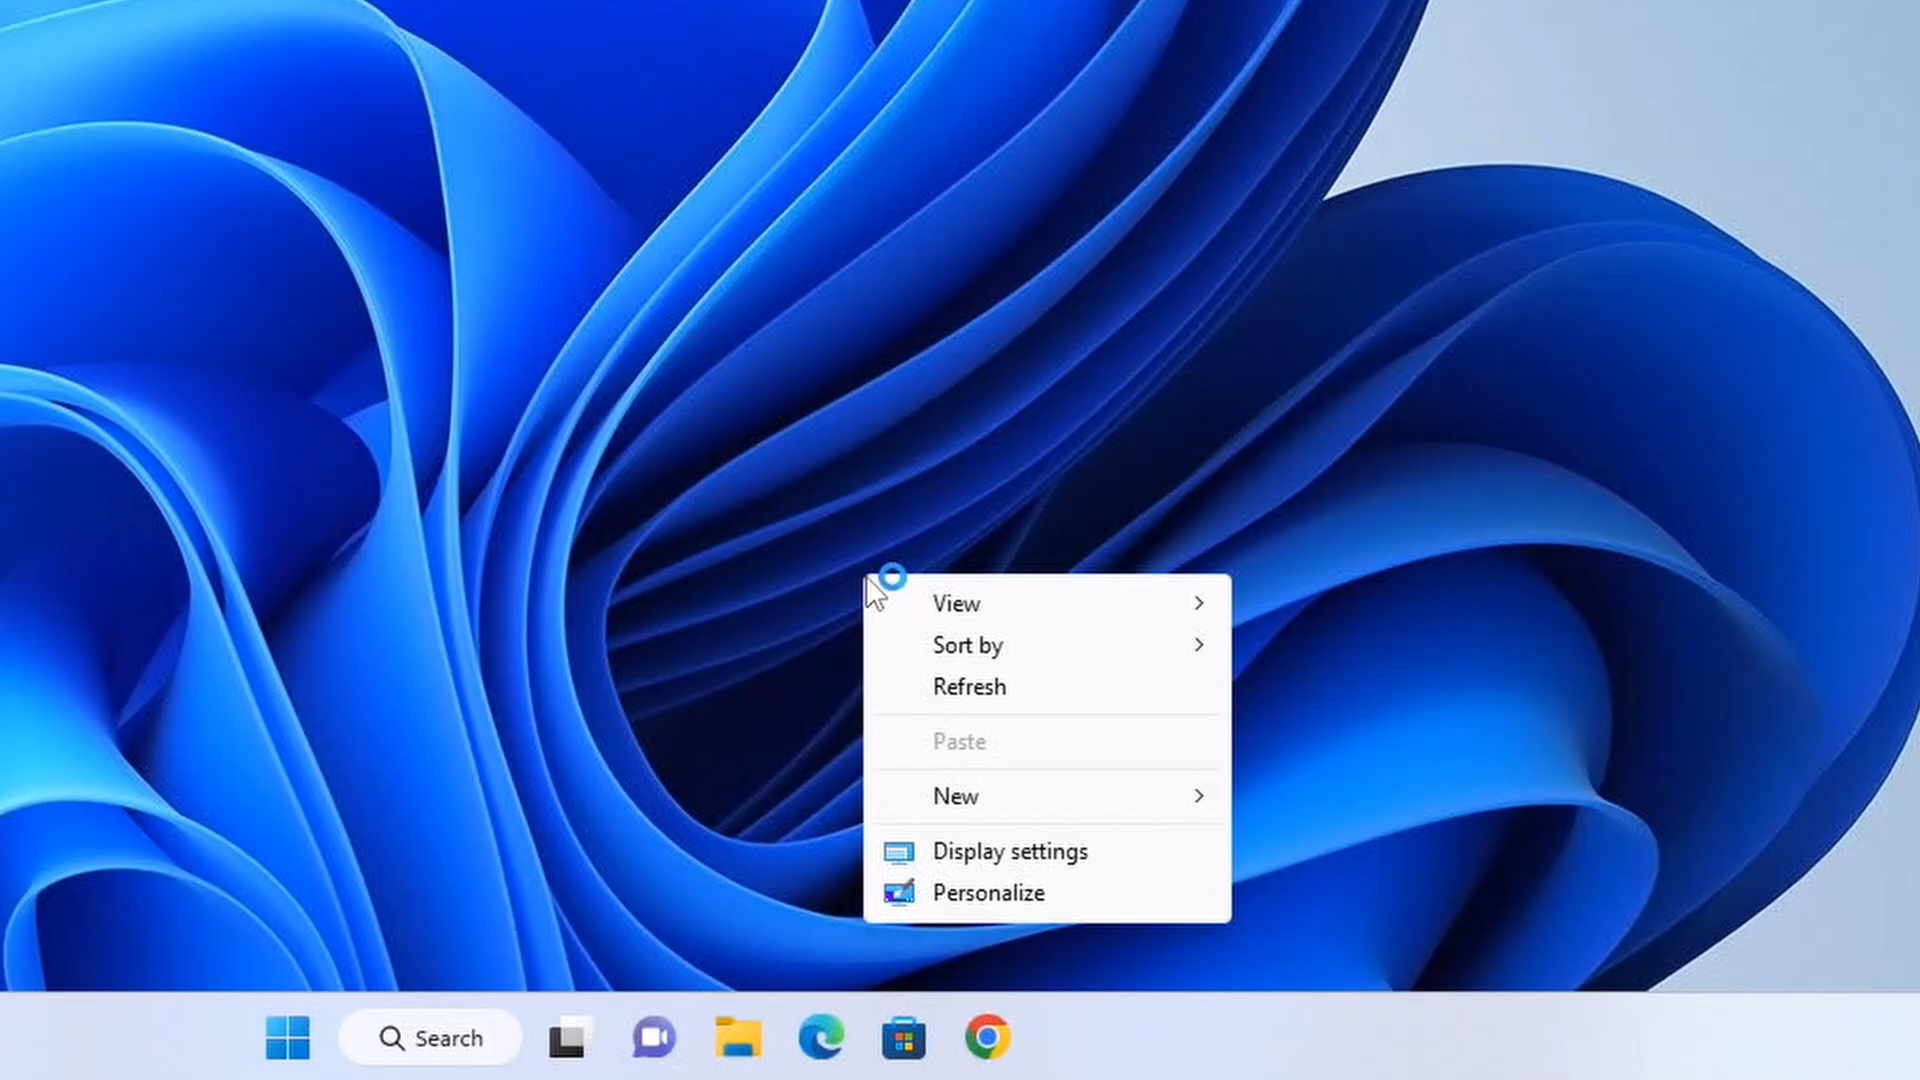 View
Sort by
Refresh
Paste
New
Display settings
Personalize
Search